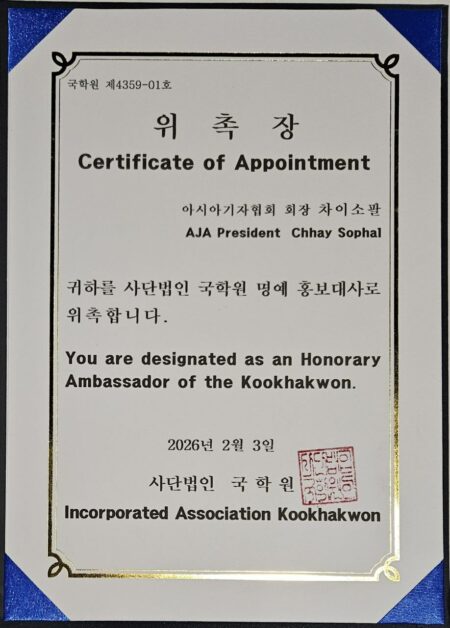 국학원 제4359-01호
위 촉 장
Certificate of Appointment
아시아기자협회 회장 차이소팔
AJA President Chhay Sophal
귀하를 사단법인 국학원 명예 홍보대사로
위촉합니다.
You are designated as an Honorary
Ambassador of the Kookhakwon.
2026년 2월 3일
사단법인 국 학 원
Incorporated Association Kookhakwon